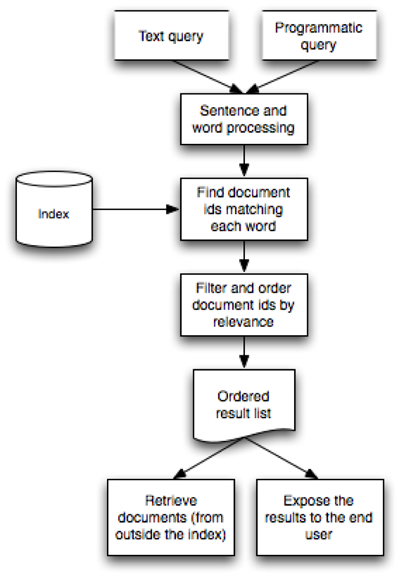 Text query
Programmatic
query
Sentence and
word processing
Index
Find document
ids matching
each word
Filter and order
document ids by
relevance
Ordered
result list
Retrieve
documents (from
outside the index)
Expose the
results to the end
user